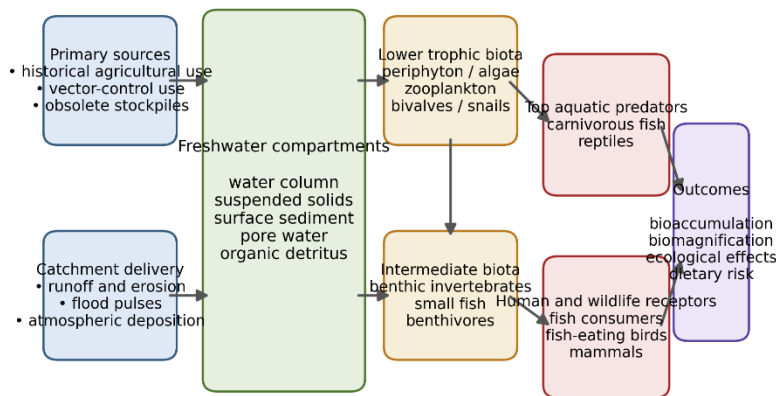 Primary sources
• historical agricultural use
• vector-control use
• obsolete stockpiles
Catchment delivery
• runoff and erosion
• flood pulses
• atmospheric deposition
Freshwater compartments
water column
suspended solids
surface sediment
pore water
organic detritus
Lower trophic biota
periphyton / algae
zooplankton
bivalves / snails
Intermediate biota
benthic invertebrates
small fish
benthivores
Top aquatic predators
carnivorous fish
reptiles
Human and wildlife receptors
fish consumers
fish-eating birds
mammals
Outcomes
bioaccumulation
biomagnification
ecological effects
dietary risk